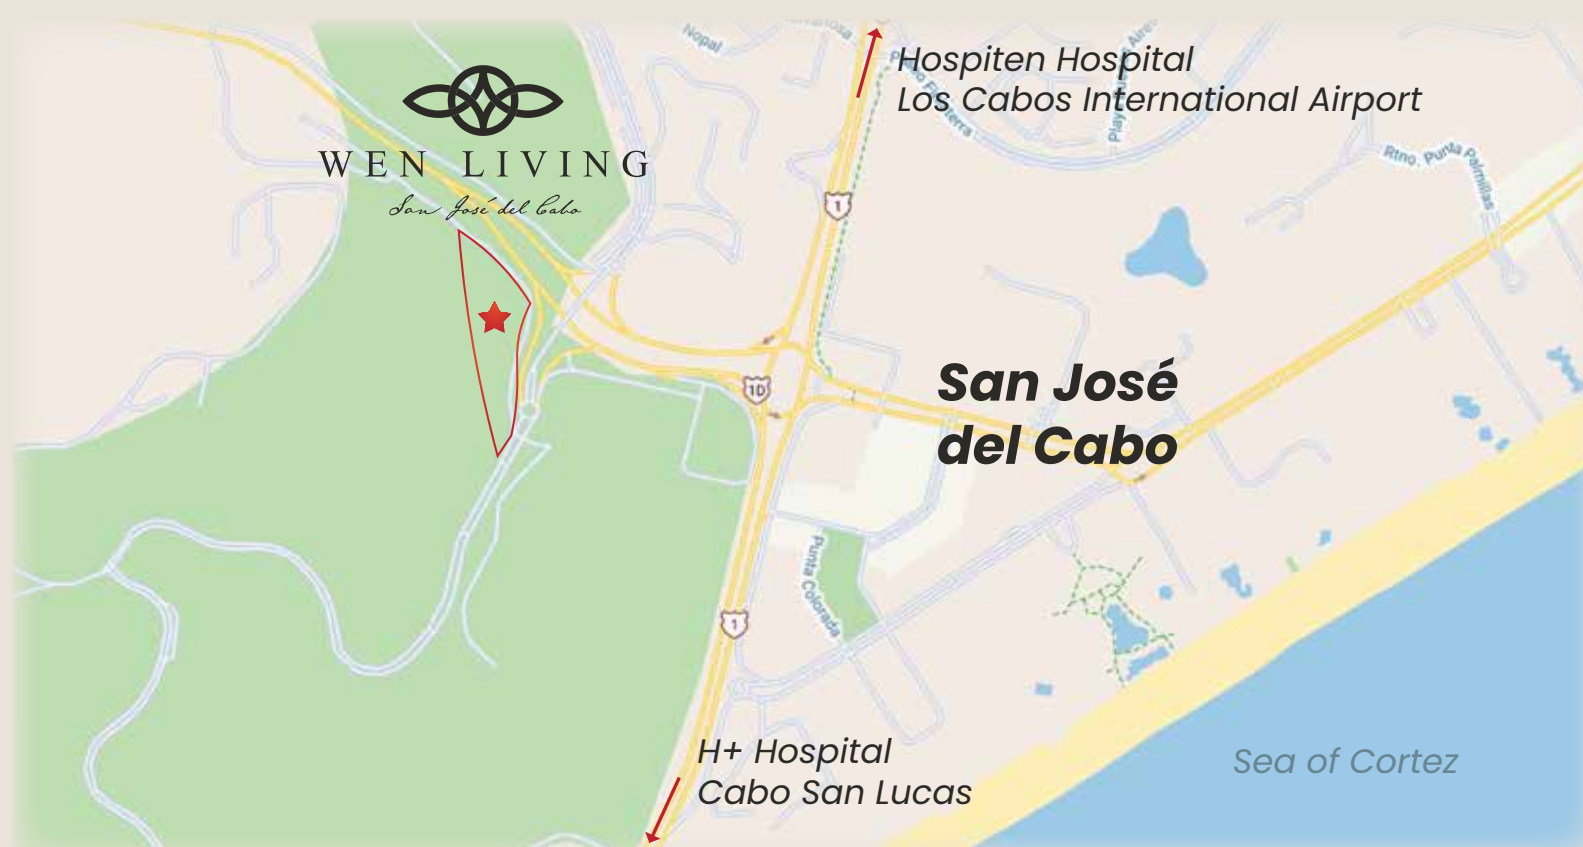 Nopal
Hospiten Hospital
Los Cabos International Airport
WEN LIVING
San José del Cabo
Rtno. Punta Palmillas
1
1D
San José
del Cabo
Punta Colorada
1
H+ Hospital
Cabo San Lucas
Sea of Cortez